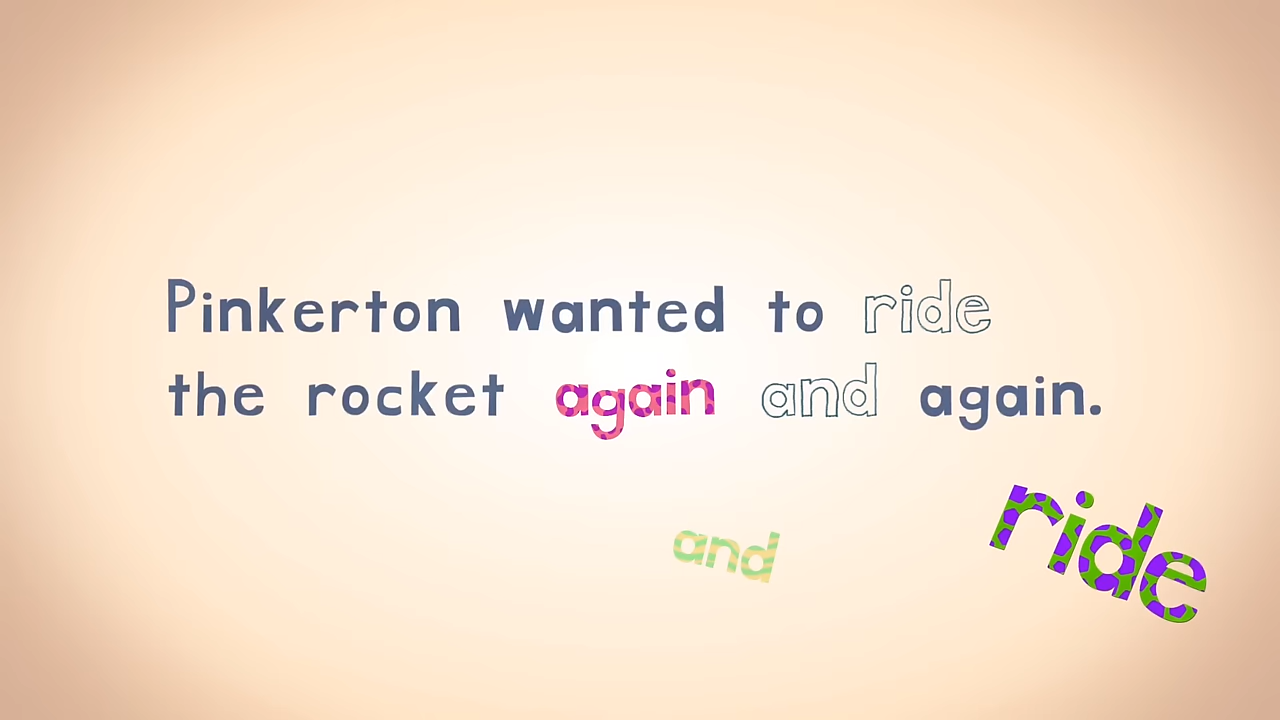 Pinkerton wanted to ride
the rocket again and again.
and
ride